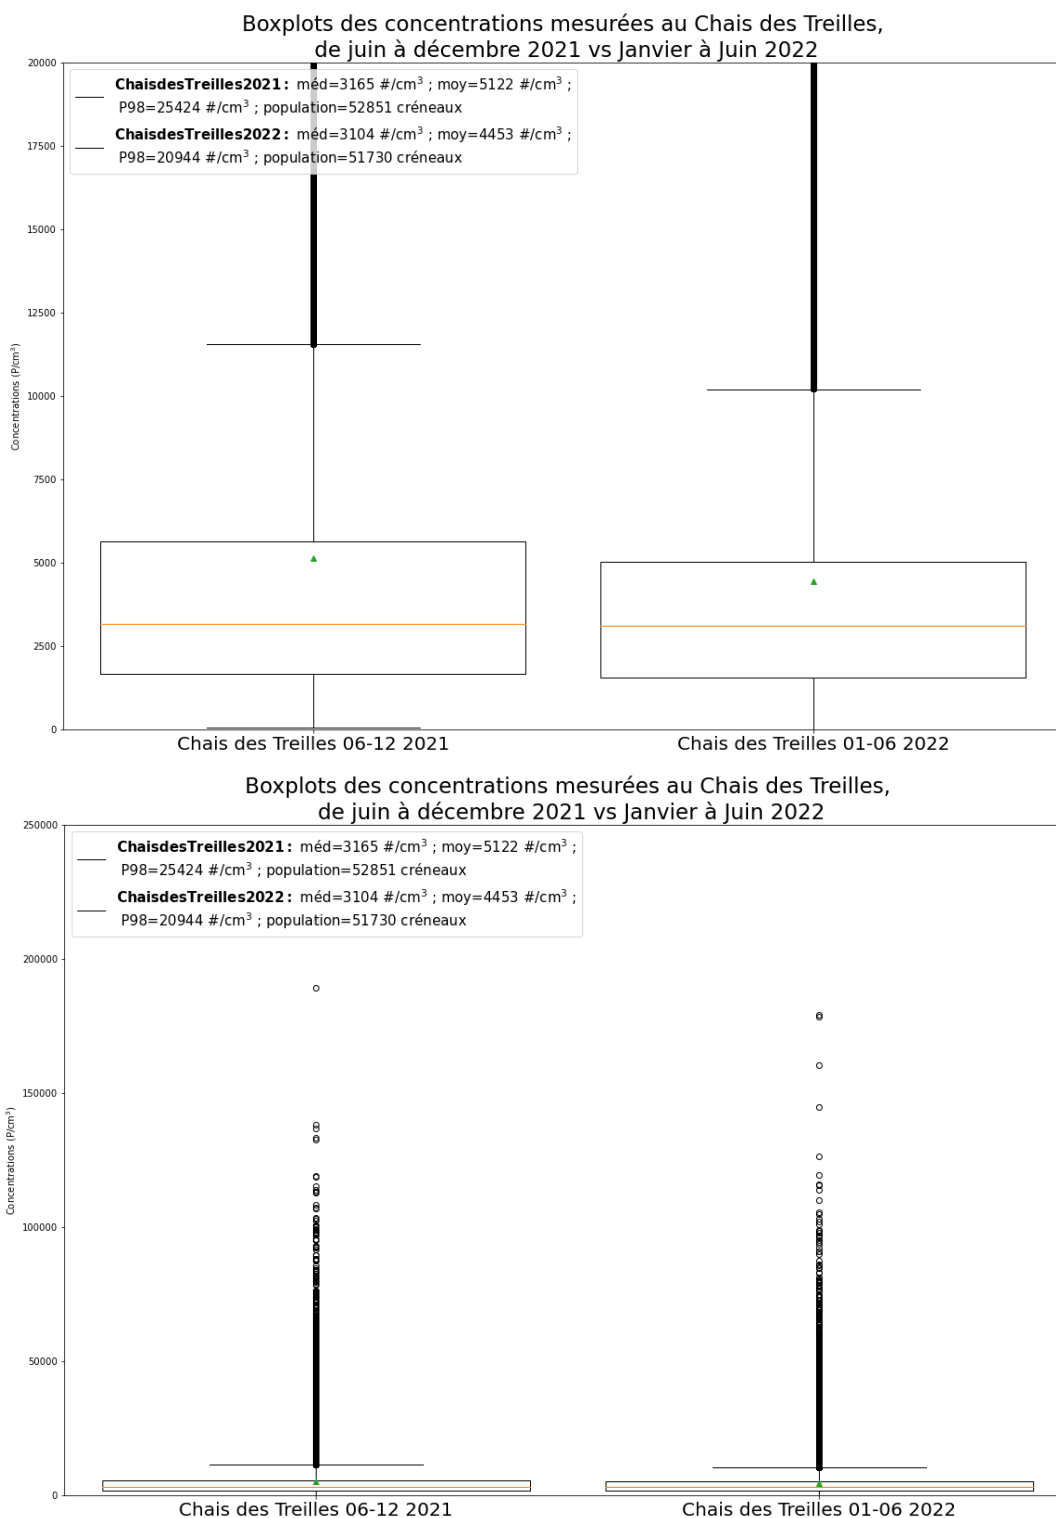 Boxplots des concentrations mesurées au Chais des Treilles,
de juin à décembre 2021 vs Janvier à Juin 2022
20000
17500
15000
12500
10000
7500
5000
2500
0
Concentrations (P/cm³)
ChaisdesTreilles2021: méd=3165 #/cm³ ; moy=5122 #/cm³ ;
P98=25424 #/cm³ ; population=52851 créneaux
ChaisdesTreilles2022: méd=3104 #/cm³ ; moy=4453 #/cm³ ;
P98=20944 #/cm³ ; population=51730 créneaux
Chais des Treilles 06-12 2021
Chais des Treilles 01-06 2022
Boxplots des concentrations mesurées au Chais des Treilles,
de juin à décembre 2021 vs Janvier à Juin 2022
250000
200000
150000
100000
50000
0
Concentrations (P/cm³)
ChaisdesTreilles2021: méd=3165 #/cm³ ; moy=5122 #/cm³ ;
P98=25424 #/cm³ ; population=52851 créneaux
ChaisdesTreilles2022: méd=3104 #/cm³ ; moy=4453 #/cm³ ;
P98=20944 #/cm³ ; population=51730 créneaux
Chais des Treilles 06-12 2021
Chais des Treilles 01-06 2022